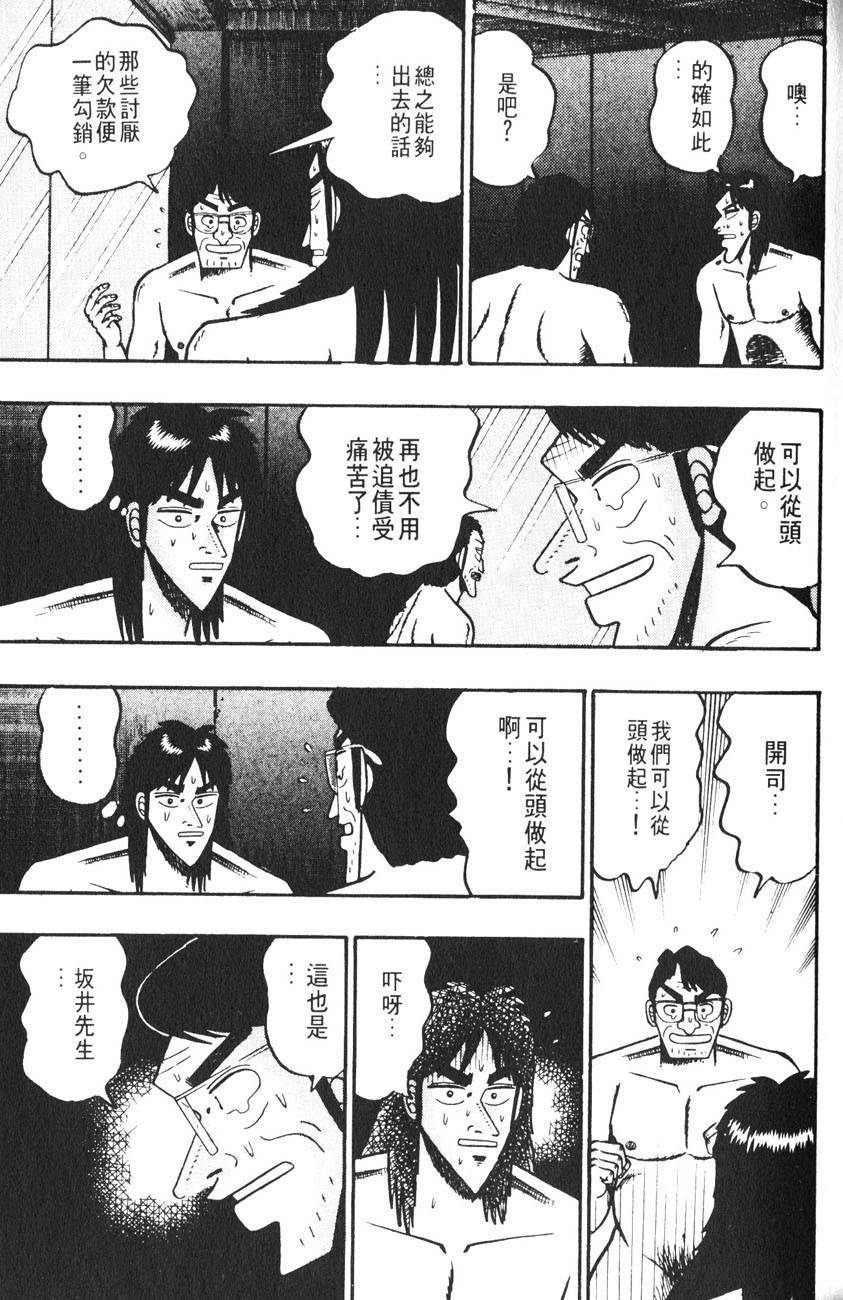 噢⋯
的確如此
⋯
是吧？
總之能夠
出去的話
⋯
那些討厭
的欠款便
一筆勾銷。
可以從頭
做起。
再也不用
被追債受
痛苦了⋯
⋯⋯⋯
開司⋯
我們可以從
頭做起⋯！
可以從頭做起
啊⋯！
⋯⋯⋯
吓呀⋯
這也是
⋯
坂井先生
⋯